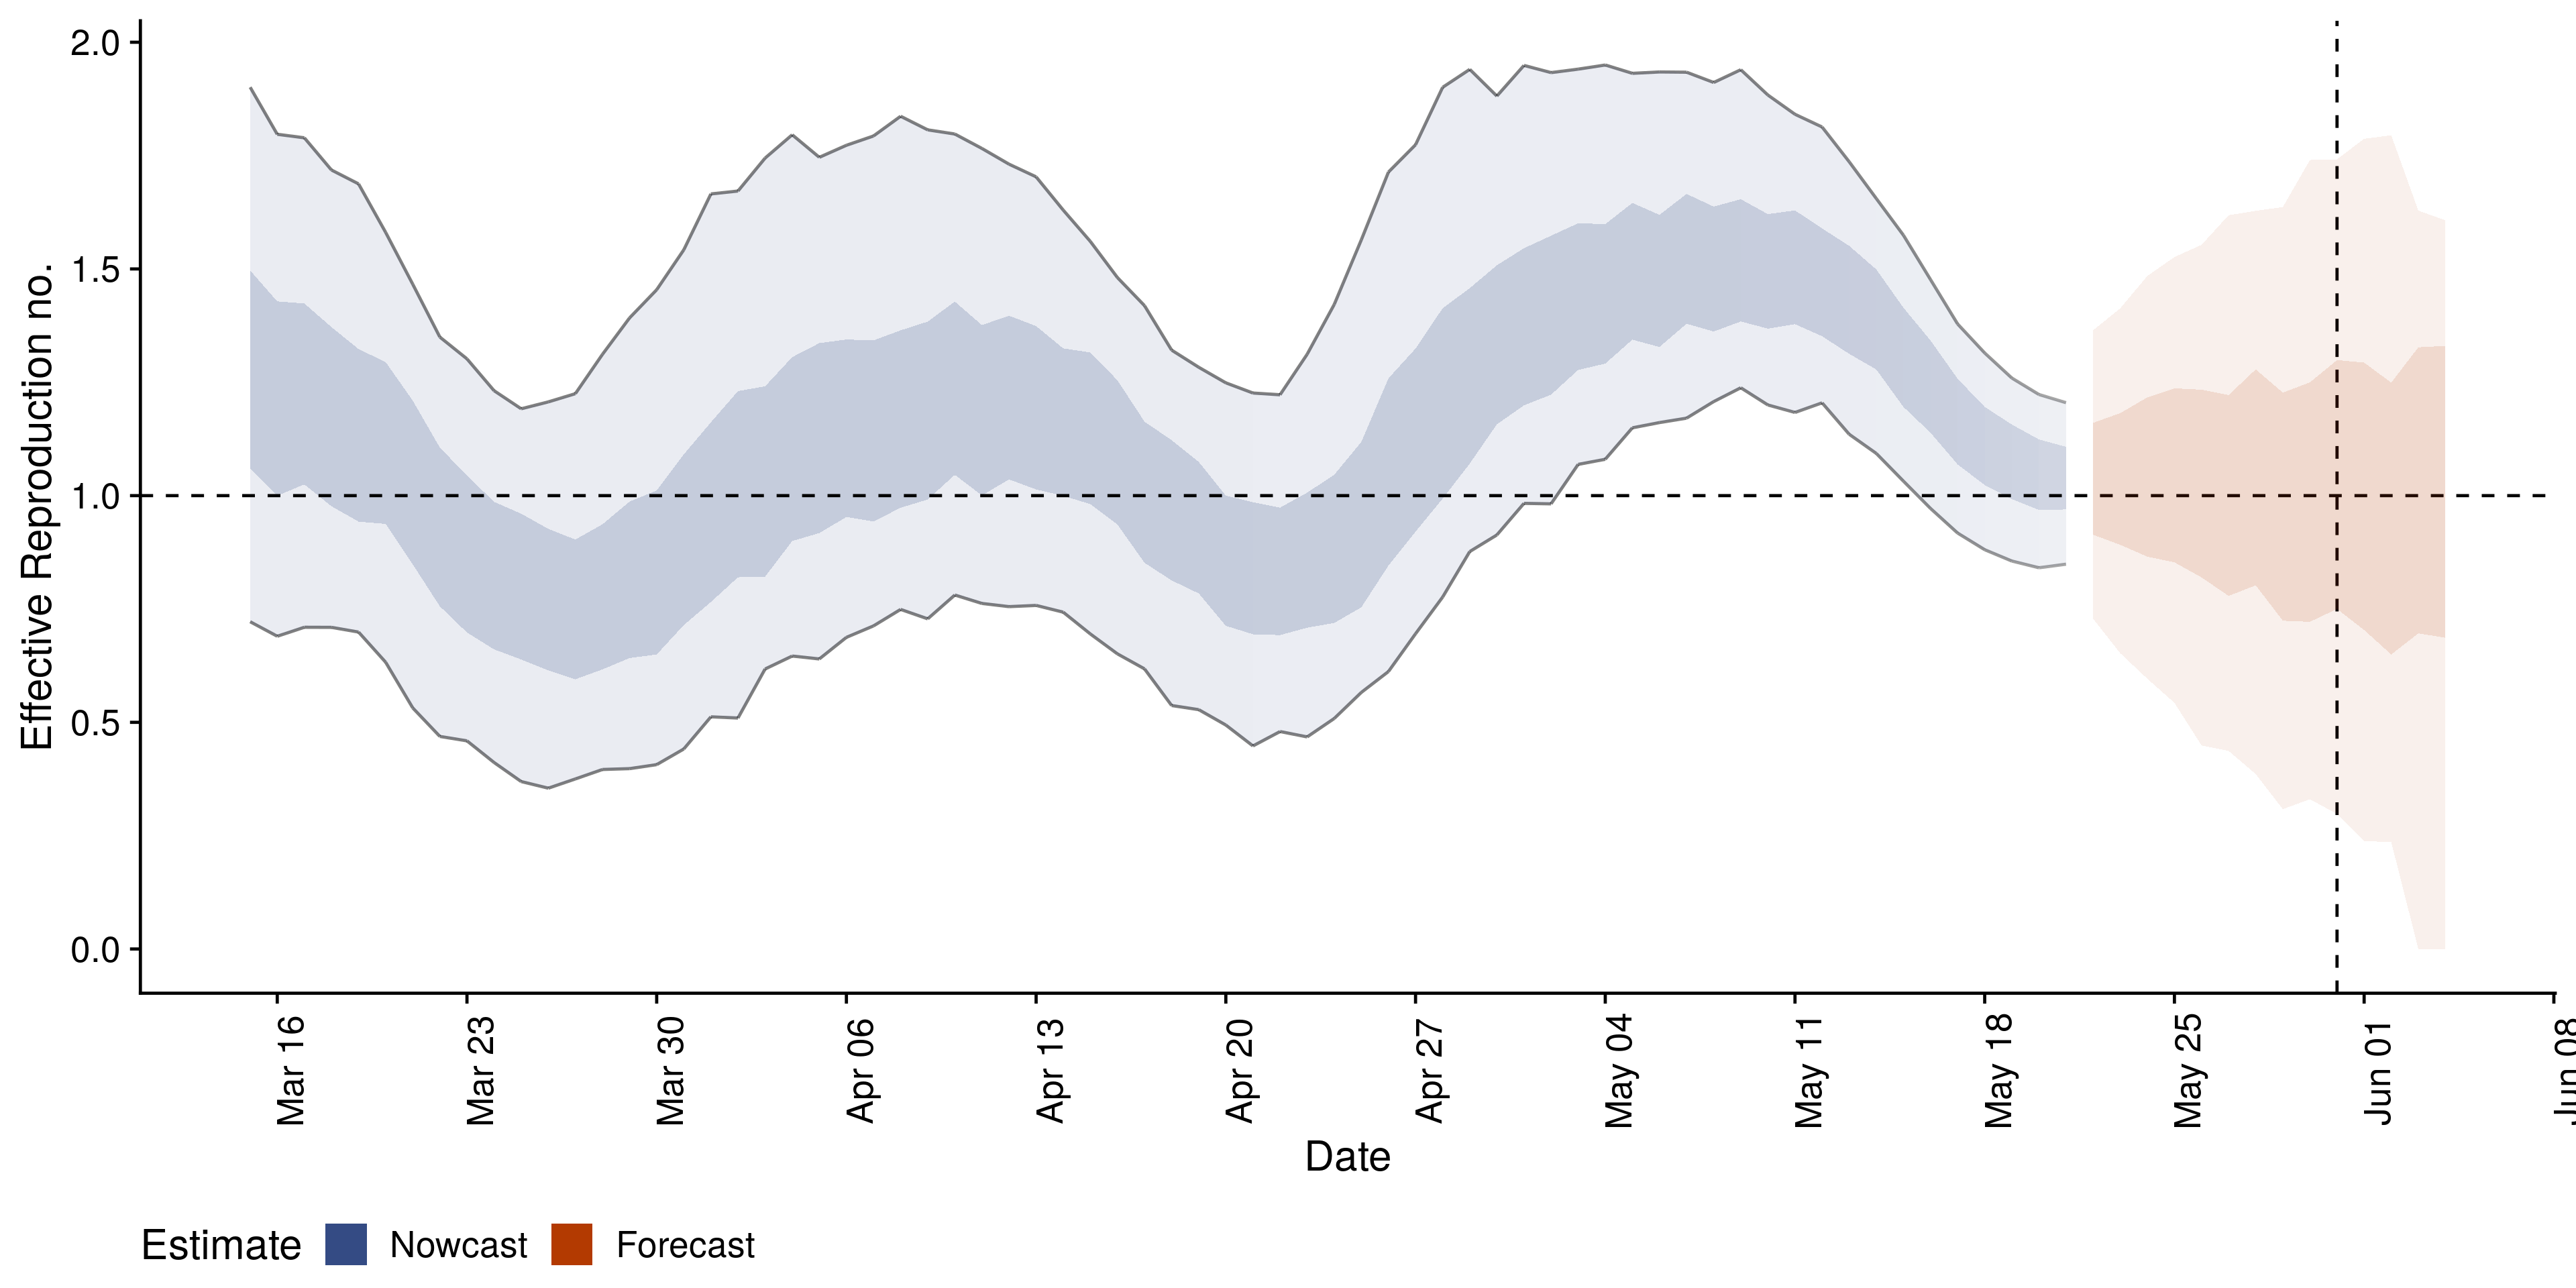 Effective Reproduction no.
2.0
1.5
1.0
0.5
0.0
Mar 16
Mar 23
Mar 30
Apr 06
Apr 13
Apr 20
Apr 27
May 04
May 11
May 18
May 25
Jun 01
Jun 08
Date
Estimate Nowcast Forecast